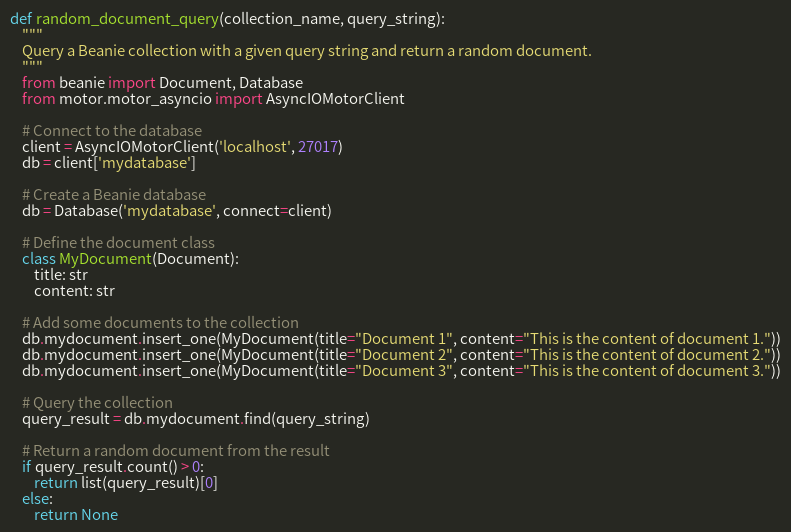 def random_document_query(collection_name, query_string):
"""
Query a Beanie collection with a given query string and return a random document.
"""
from beanie import Document, Database
from motor.motor_asyncio import AsyncIOMotorClient
# Connect to the database
client = AsyncIOMotorClient('localhost', 27017)
db = client['mydatabase']
# Create a Beanie database
db = Database('mydatabase', connect=client)
# Define the document class
class MyDocument(Document):
title: str
content: str
# Add some documents to the collection
db.mydocument.insert_one(MyDocument(title="Document 1", content="This is the content of document 1."))
db.mydocument.insert_one(MyDocument(title="Document 2", content="This is the content of document 2."))
db.mydocument.insert_one(MyDocument(title="Document 3", content="This is the content of document 3."))
# Query the collection
query_result = db.mydocument.find(query_string)
# Return a random document from the result
if query_result.count() > 0:
return list(query_result)[0]
else:
return None